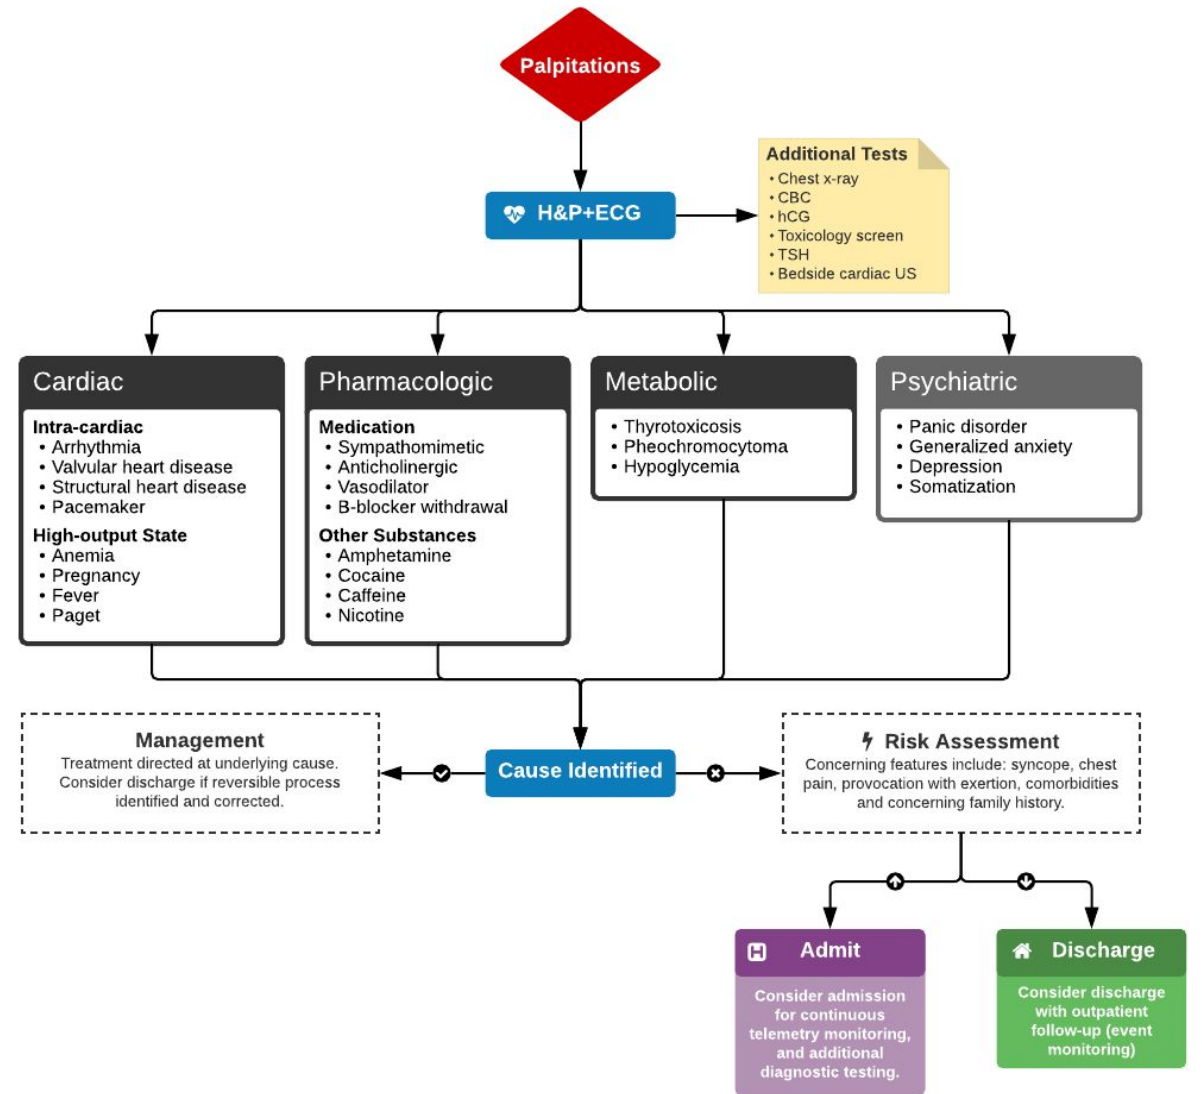 Palpitations
H&P+ECG
Additional Tests
• Chest x-ray
• CBC
• hCG
• Toxicology screen
• TSH
• Bedside cardiac US
Cardiac
Intra-cardiac
• Arrhythmia
• Valvular heart disease
• Structural heart disease
• Pacemaker
High-output State
• Anemia
• Pregnancy
• Fever
• Paget
Pharmacologic
Medication
• Sympathomimetic
• Anticholinergic
• Vasodilator
• B-blocker withdrawal
Other Substances
• Amphetamine
• Cocaine
• Caffeine
• Nicotine
Metabolic
• Thyrotoxicosis
• Pheochromocytoma
• Hypoglycemia
Psychiatric
• Panic disorder
• Generalized anxiety
• Depression
• Somatization
Management
Treatment directed at underlying cause.
Consider discharge if reversible process
identified and corrected.
Cause Identified
Risk Assessment
Concerning features include: syncope, chest
pain, provocation with exertion, comorbidities
and concerning family history.
H Admit
Consider admission
for continuous
telemetry monitoring,
and additional
diagnostic testing.
Discharge
Consider discharge
with outpatient
follow-up (event
monitoring)